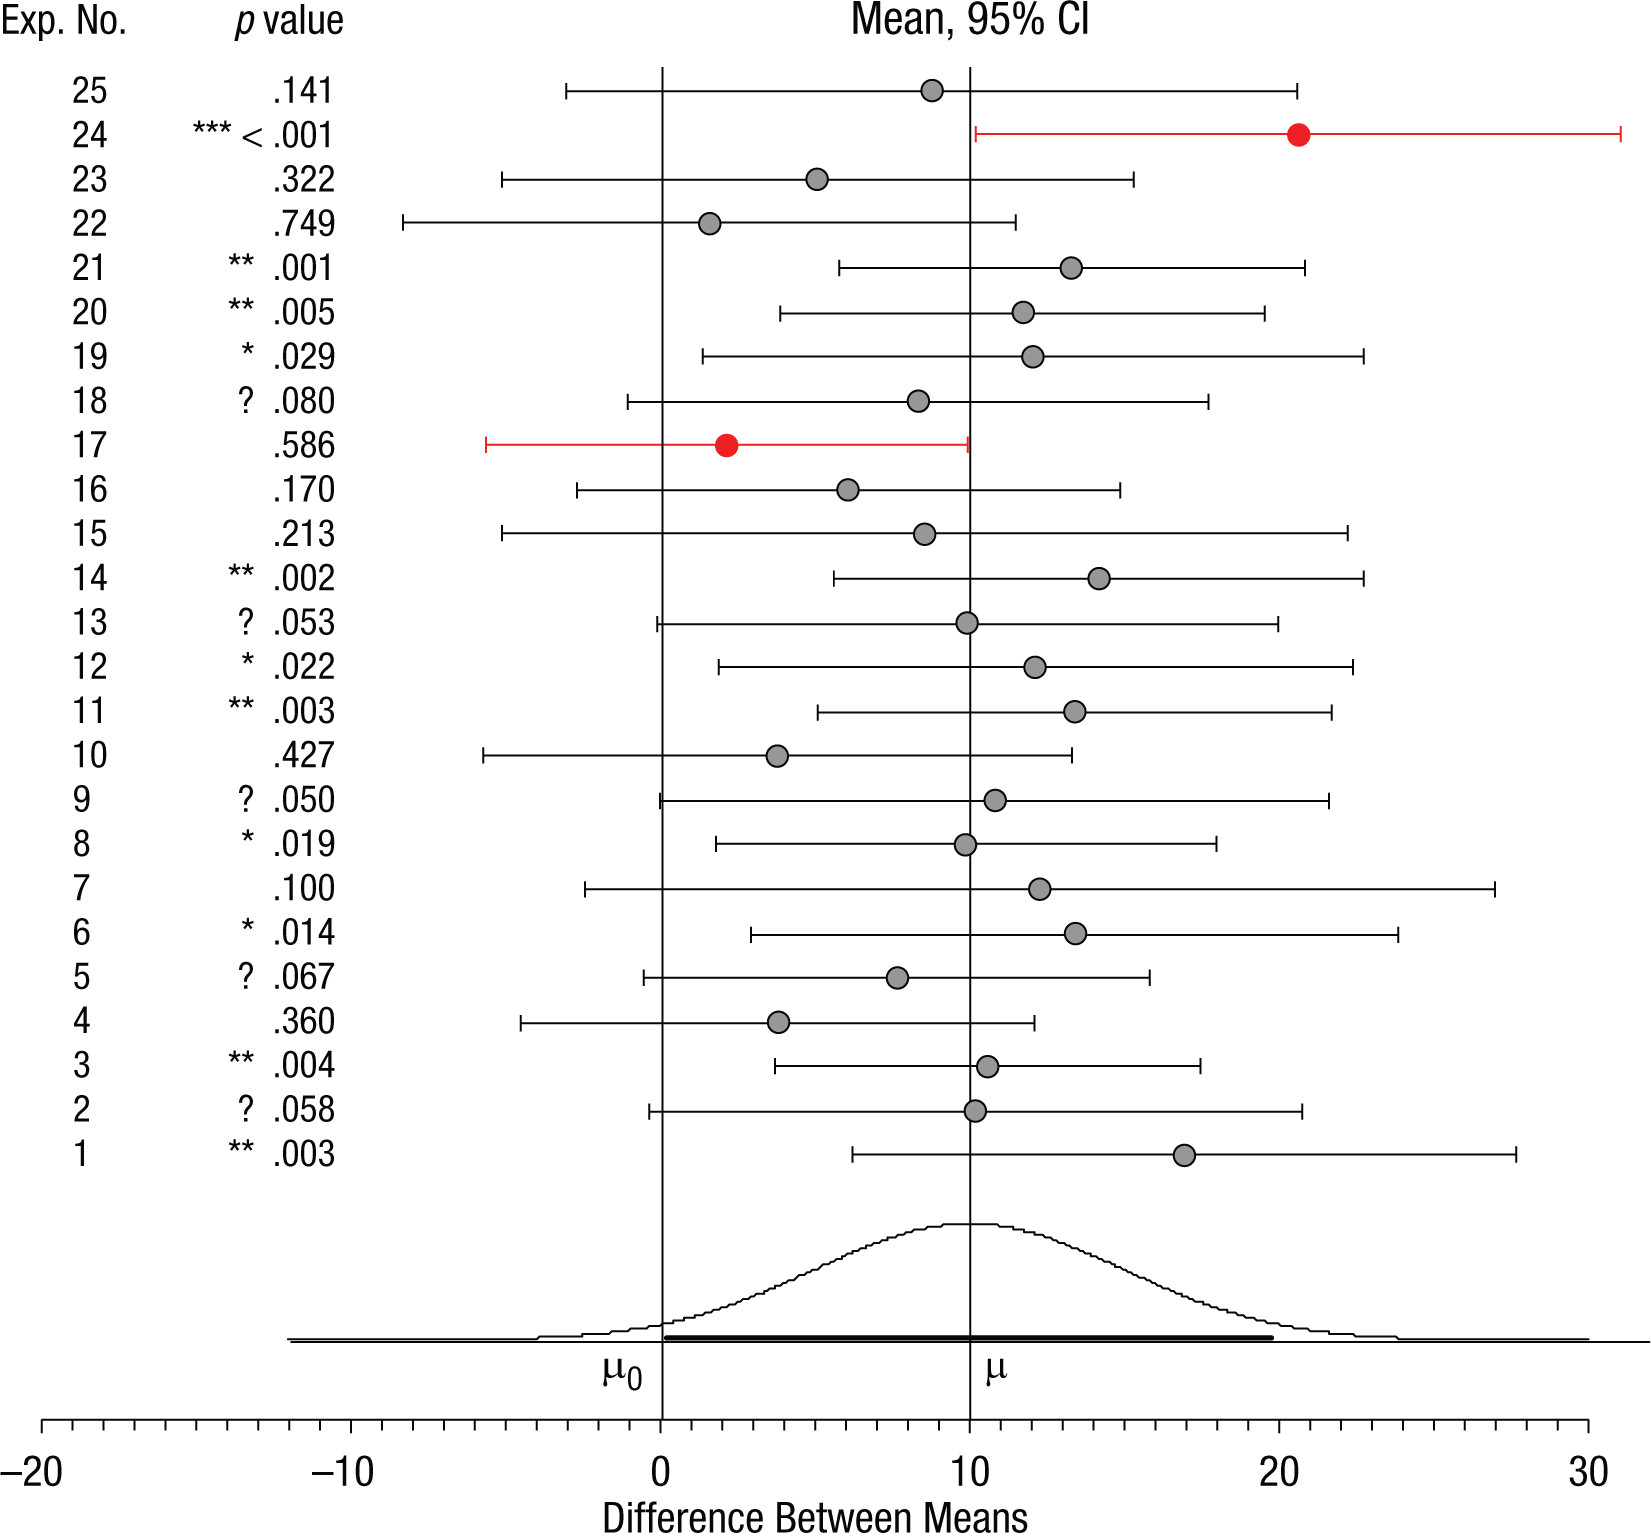 Exp. No. p value Mean, 95% CI
25 .141
24 *** < .001
23 .322
22 .749
21 ** .001
20 ** .005
19 * .029
18 ? .080
17 .586
16 .170
15 .213
14 ** .002
13 ? .053
12 * .022
11 ** .003
10 .427
9 ? .050
8 * .019
7 .100
6 * .014
5 ? .067
4 .360
3 ** .004
2 ? .058
1 ** .003
μ0 μ
–20 –10 0 10 20 30
Difference Between Means